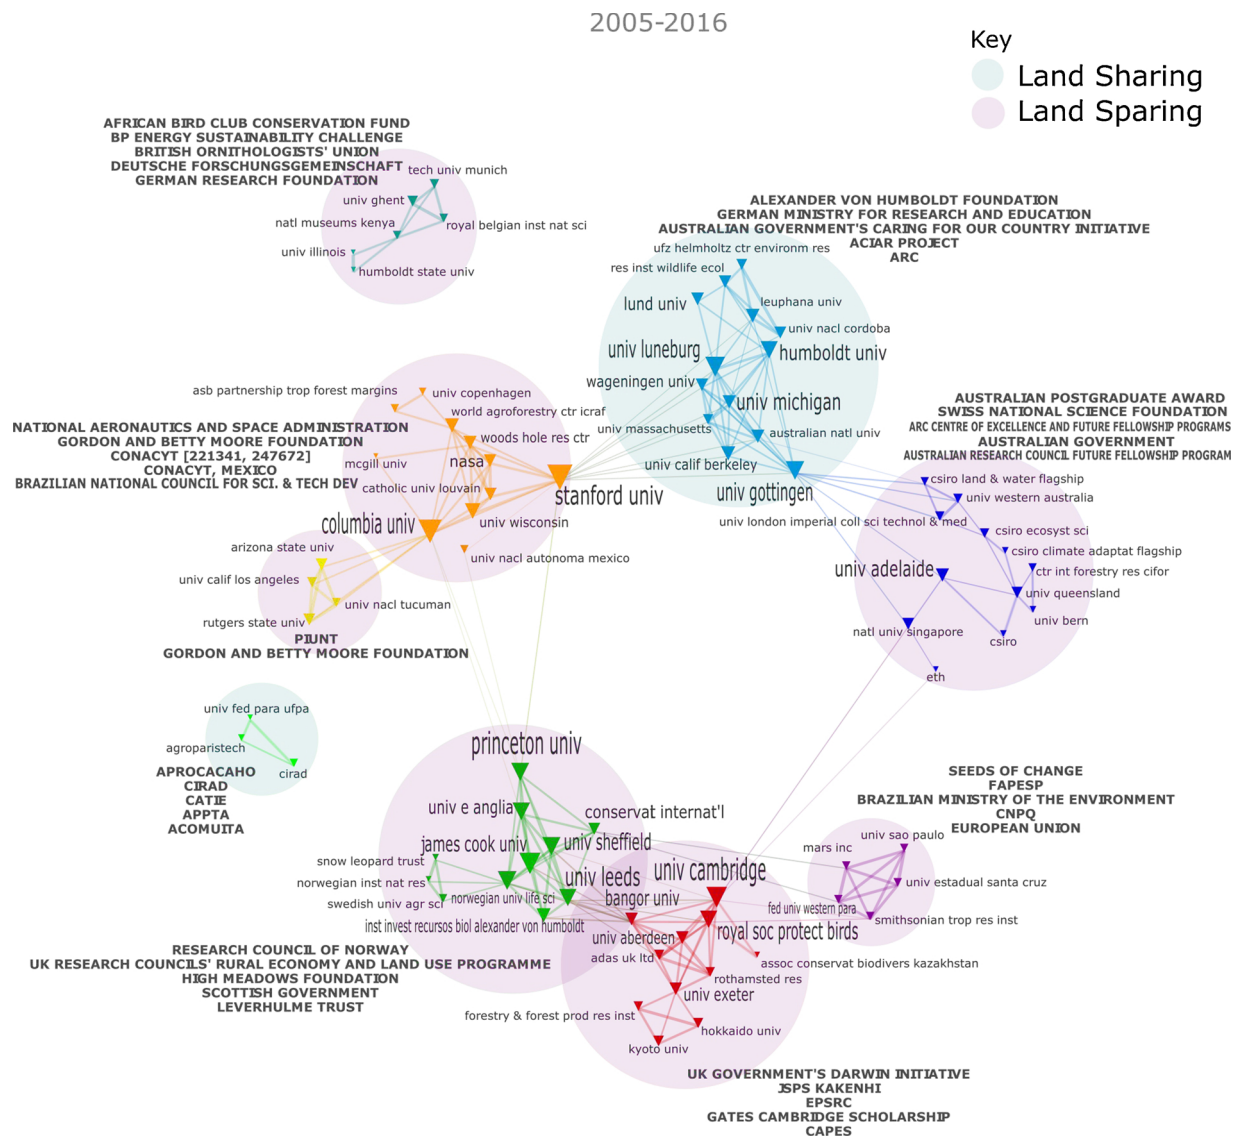 2005-2016
Key
Land Sharing
Land Sparing
AFRICAN BIRD CLUB CONSERVATION FUND
BP ENERGY SUSTAINABILITY CHALLENGE
BRITISH ORNITHOLOGISTS' UNION
DEUTSCHE FORSCHUNGSGEMEINSCHAFT
GERMAN RESEARCH FOUNDATION
tech univ munich
univ ghent
natl museums kenya
royal belgian inst nat sci
univ illinois
humboldt state univ
ALEXANDER VON HUMBOLDT FOUNDATION
GERMAN MINISTRY FOR RESEARCH AND EDUCATION
AUSTRALIAN GOVERNMENT'S CARING FOR OUR COUNTRY INITIATIVE
ACIAR PROJECT
ARC
ufz helmholtz ctr environm res
res inst wildlife ecol
lund univ
leuphana univ
univ nacl cordoba
univ luneburg
humboldt univ
wageningen univ
univ michigan
univ massachusetts
australian natl univ
univ calif berkeley
univ gottingen
asb partnership trop forest margins
univ copenhagen
world agroforestry ctr icraf
woods hole res ctr
mcgill univ
nasa
catholic univ louvain
stanford univ
columbia univ
univ wisconsin
univ nacl autonoma mexico
NATIONAL AERONAUTICS AND SPACE ADMINISTRATION
GORDON AND BETTY MOORE FOUNDATION
CONACYT [221341, 247672]
CONACYT, MEXICO
BRAZILIAN NATIONAL COUNCIL FOR SCI. & TECH DEV
AUSTRALIAN POSTGRADUATE AWARD
SWISS NATIONAL SCIENCE FOUNDATION
ARC CENTRE OF EXCELLENCE AND FUTURE FELLOWSHIP PROGRAMS
AUSTRALIAN GOVERNMENT
AUSTRALIAN RESEARCH COUNCIL FUTURE FELLOWSHIP PROGRAM
csiro land & water flagship
univ western australia
univ london imperial coll sci technol & med
csiro ecosyst sci
csiro climate adaptat flagship
univ adelaide
ctr int forestry res cifor
univ queensland
univ bern
natl univ singapore
csiro
eth
arizona state univ
univ calif los angeles
univ nacl tucuman
rutgers state univ
PIUNT
GORDON AND BETTY MOORE FOUNDATION
univ fed para ufpa
agroparistech
cirad
APROCACAHO
CIRAD
CATIE
APPTA
ACOMUITA
princeton univ
univ e anglia
conservat internat'l
james cook univ
univ sheffield
snow leopard trust
norwegian inst nat res
univ leeds
swedish univ agr sci
norwegian univ life sci
inst invest recursos biol alexander von humboldt
RESEARCH COUNCIL OF NORWAY
UK RESEARCH COUNCILS' RURAL ECONOMY AND LAND USE PROGRAMME
HIGH MEADOWS FOUNDATION
SCOTTISH GOVERNMENT
LEVERHULME TRUST
univ cambridge
bangor univ
royal soc protect birds
univ aberdeen
adas uk ltd
assoc conservat biodivers kazakhstan
rothamsted res
univ exeter
forestry & forest prod res inst
hokkaido univ
kyoto univ
UK GOVERNMENT'S DARWIN INITIATIVE
JSPS KAKENHI
EPSRC
GATES CAMBRIDGE SCHOLARSHIP
CAPES
SEEDS OF CHANGE
FAPESP
BRAZILIAN MINISTRY OF THE ENVIRONMENT
CNPQ
EUROPEAN UNION
univ sao paulo
mars inc
univ estadual santa cruz
fed univ western para
smithsonian trop res inst